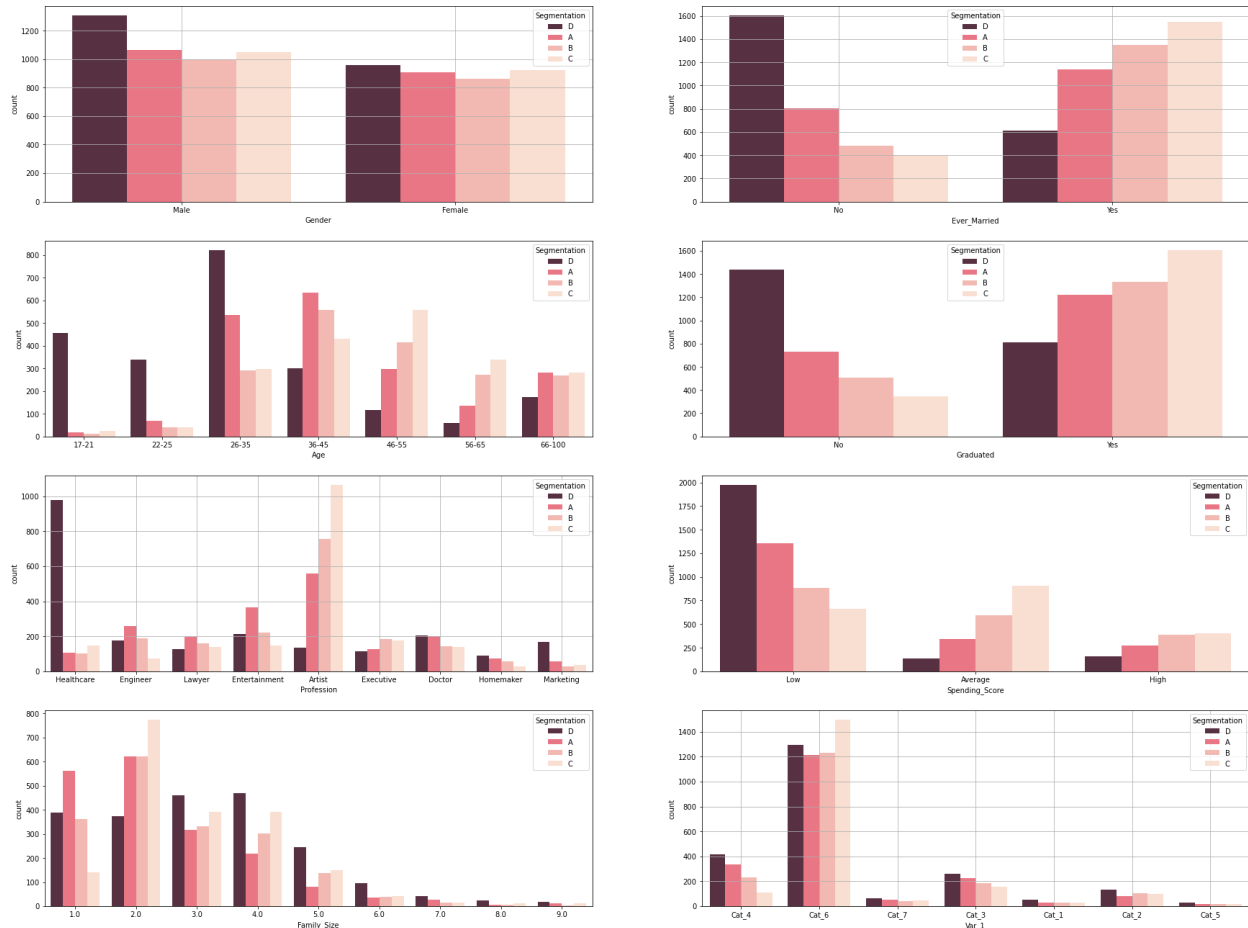 Segmentation
D
A
B
C
1200
1000
800
600
400
200
0
count
Male
Female
Gender
Segmentation
D
A
B
C
1600
1400
1200
1000
800
600
400
200
0
count
No
Yes
Ever_Married
Segmentation
D
A
B
C
800
700
600
500
400
300
200
100
0
count
17-21
22-25
26-35
36-45
46-55
56-65
66-100
Age
Segmentation
D
A
B
C
1600
1400
1200
1000
800
600
400
200
0
count
No
Yes
Graduated
Segmentation
D
A
B
C
1000
800
600
400
200
0
count
Healthcare
Engineer
Lawyer
Entertainment
Artist
Executive
Doctor
Homemaker
Marketing
Profession
Segmentation
D
A
B
C
2000
1750
1500
1250
1000
750
500
250
0
count
Low
Average
High
Spending_Score
Segmentation
D
A
B
C
800
700
600
500
400
300
200
100
0
count
1.0
2.0
3.0
4.0
5.0
6.0
7.0
8.0
9.0
Family_Size
Segmentation
D
A
B
C
1400
1200
1000
800
600
400
200
0
count
Cat_4
Cat_6
Cat_7
Cat_3
Cat_1
Cat_2
Cat_5
Var_1